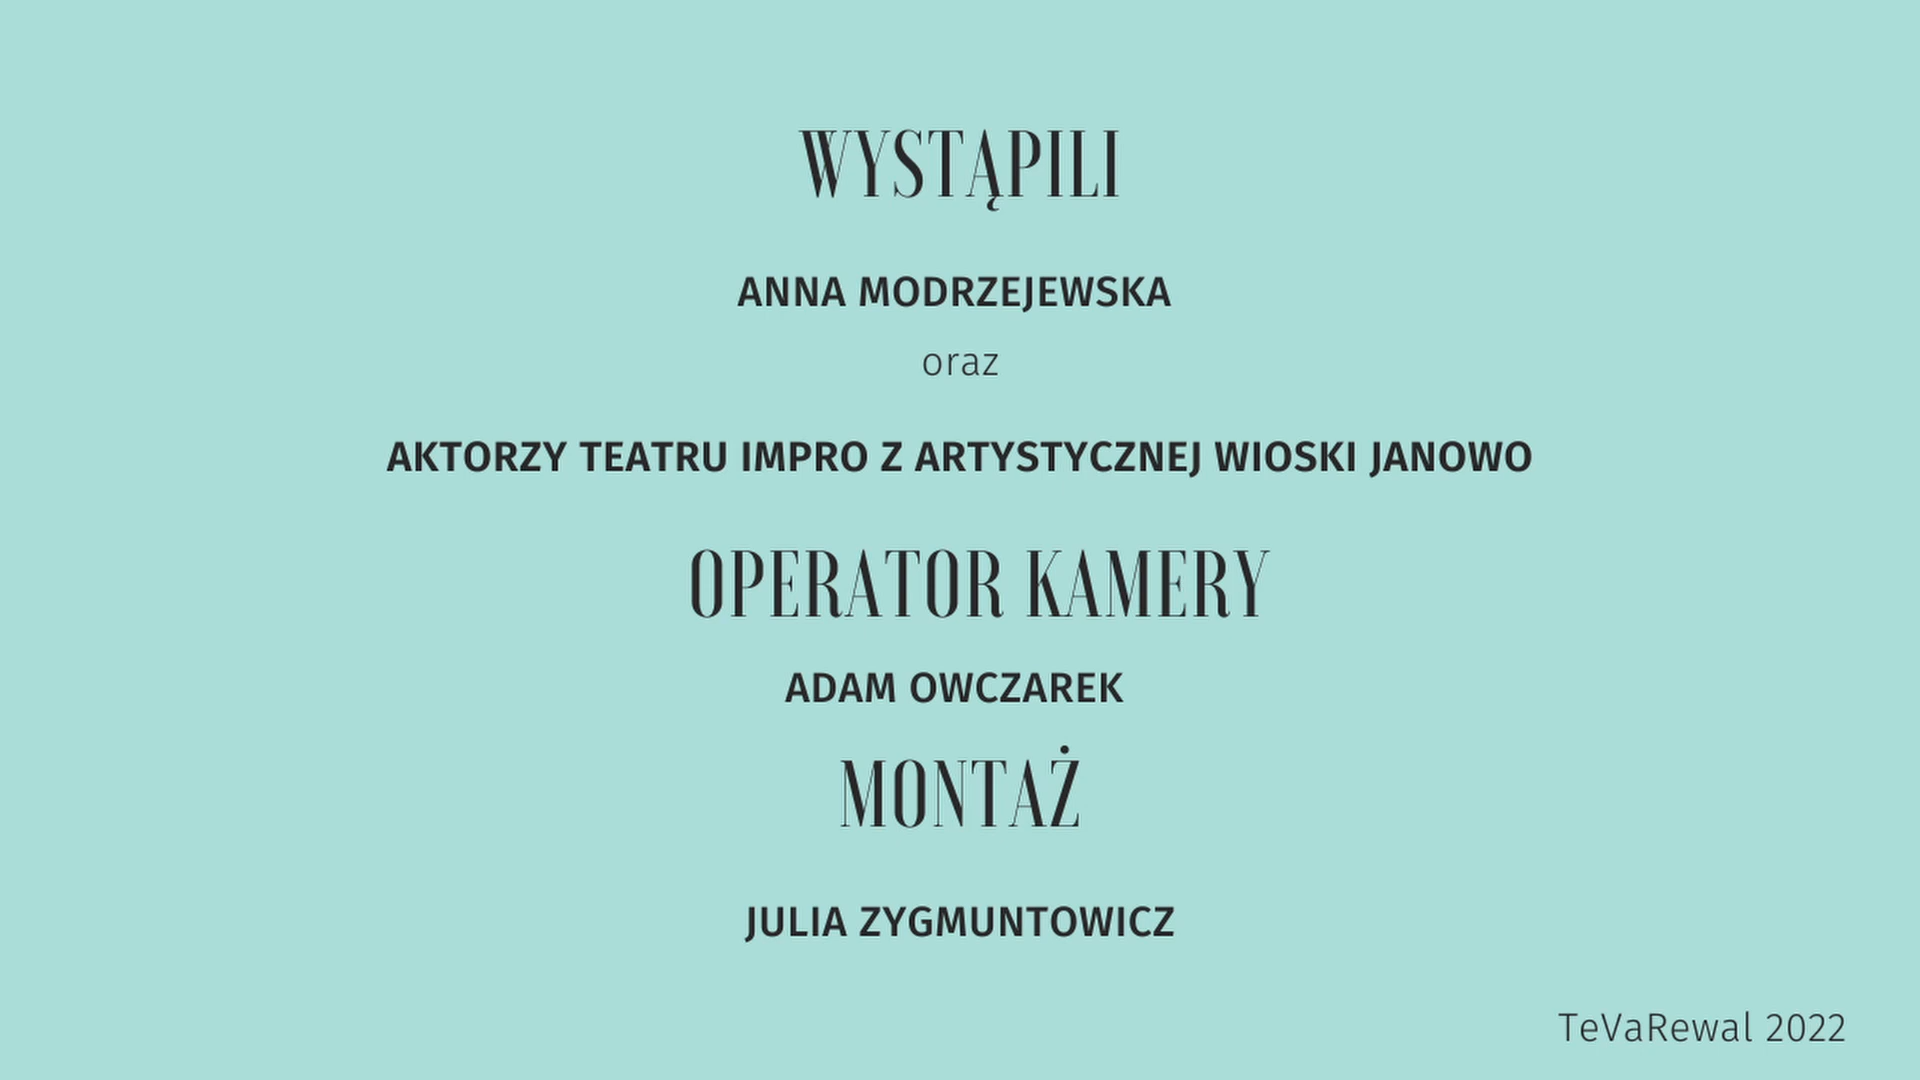 WYSTĄPILI
ANNA MODRZEJEWSKA
oraz
AKTORZY TEATRU IMPRO Z ARTYSTYCZNEJ WIOSKI JANOWO
OPERATOR KAMERY
ADAM OWCZAREK
MONTAŻ
JULIA ZYGMUNTOWICZ
TeVaRewal 2022